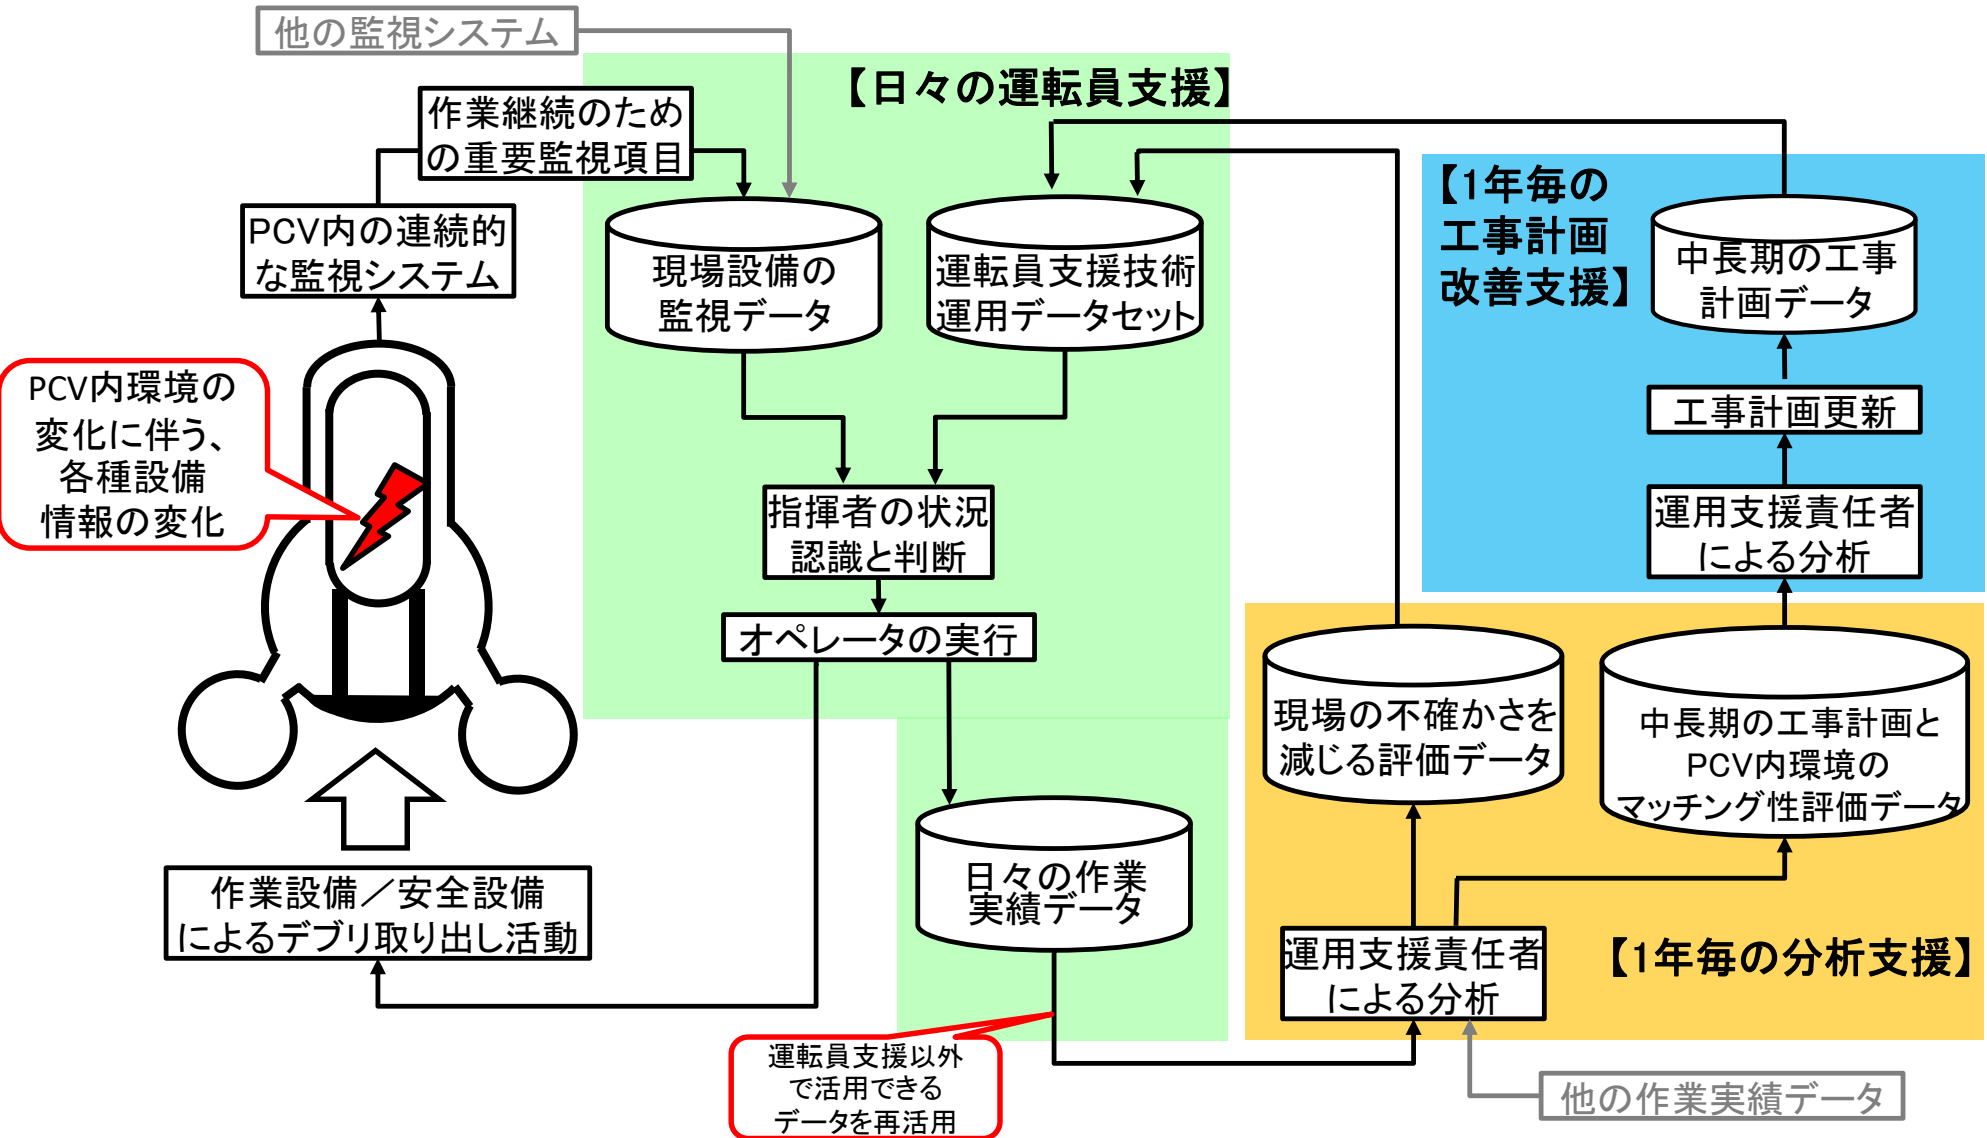 他の監視システム
【日々の運転員支援】
作業継続のため
の重要監視項目
PCV内の連続的
な監視システム
現場設備の
監視データ
運転員支援技術
運用データセット
【1年毎の
工事計画
改善支援】
中長期の工事
計画データ
工事計画更新
運用支援責任者
による分析
PCV内環境の
変化に伴う、
各種設備
情報の変化
指揮者の状況
認識と判断
オペレータの実行
現場の不確かさを
減じる評価データ
中長期の工事計画と
PCV内環境の
マッチング性評価データ
作業設備／安全設備
によるデブリ取り出し活動
日々の作業
実績データ
運用支援責任者
による分析
【1年毎の分析支援】
運転員支援以外
で活用できる
データを再活用
他の作業実績データ